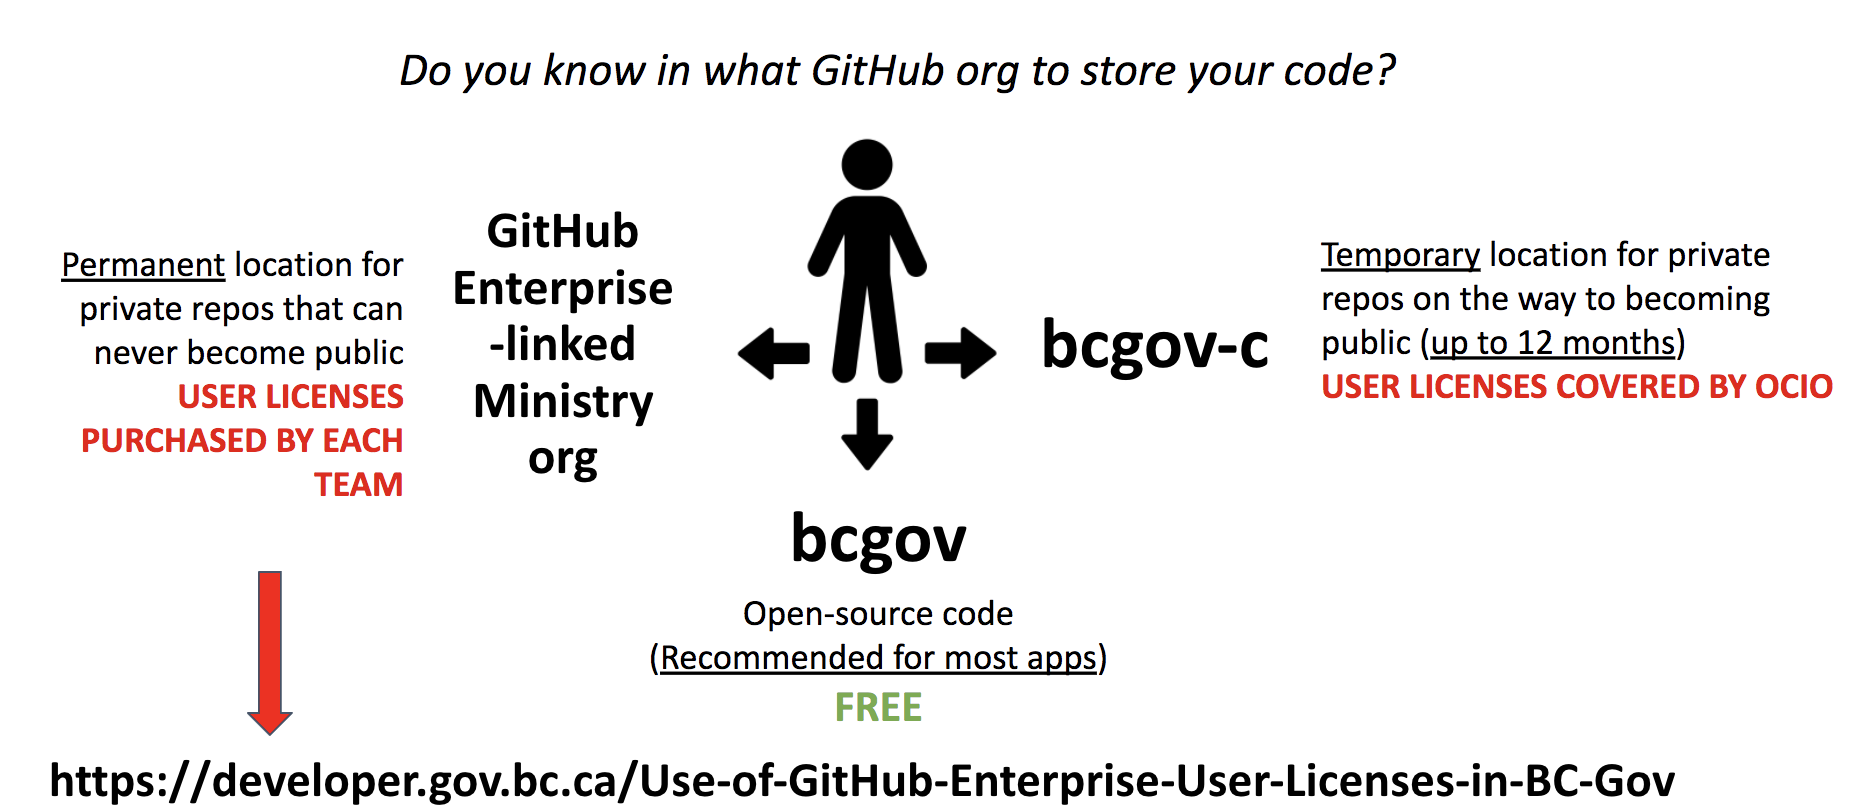 Do you know in what GitHub org to store your code?
Permanent location for
private repos that can
never become public
USER LICENSES
PURCHASED BY EACH
TEAM
GitHub
Enterprise
-linked
Ministry
org
bcgov-c
Temporary location for private
repos on the way to becoming
public (up to 12 months)
USER LICENSES COVERED BY OCIO
bcgov
Open-source code
(Recommended for most apps)
FREE
https://developer.gov.bc.ca/Use-of-GitHub-Enterprise-User-Licenses-in-BC-Gov